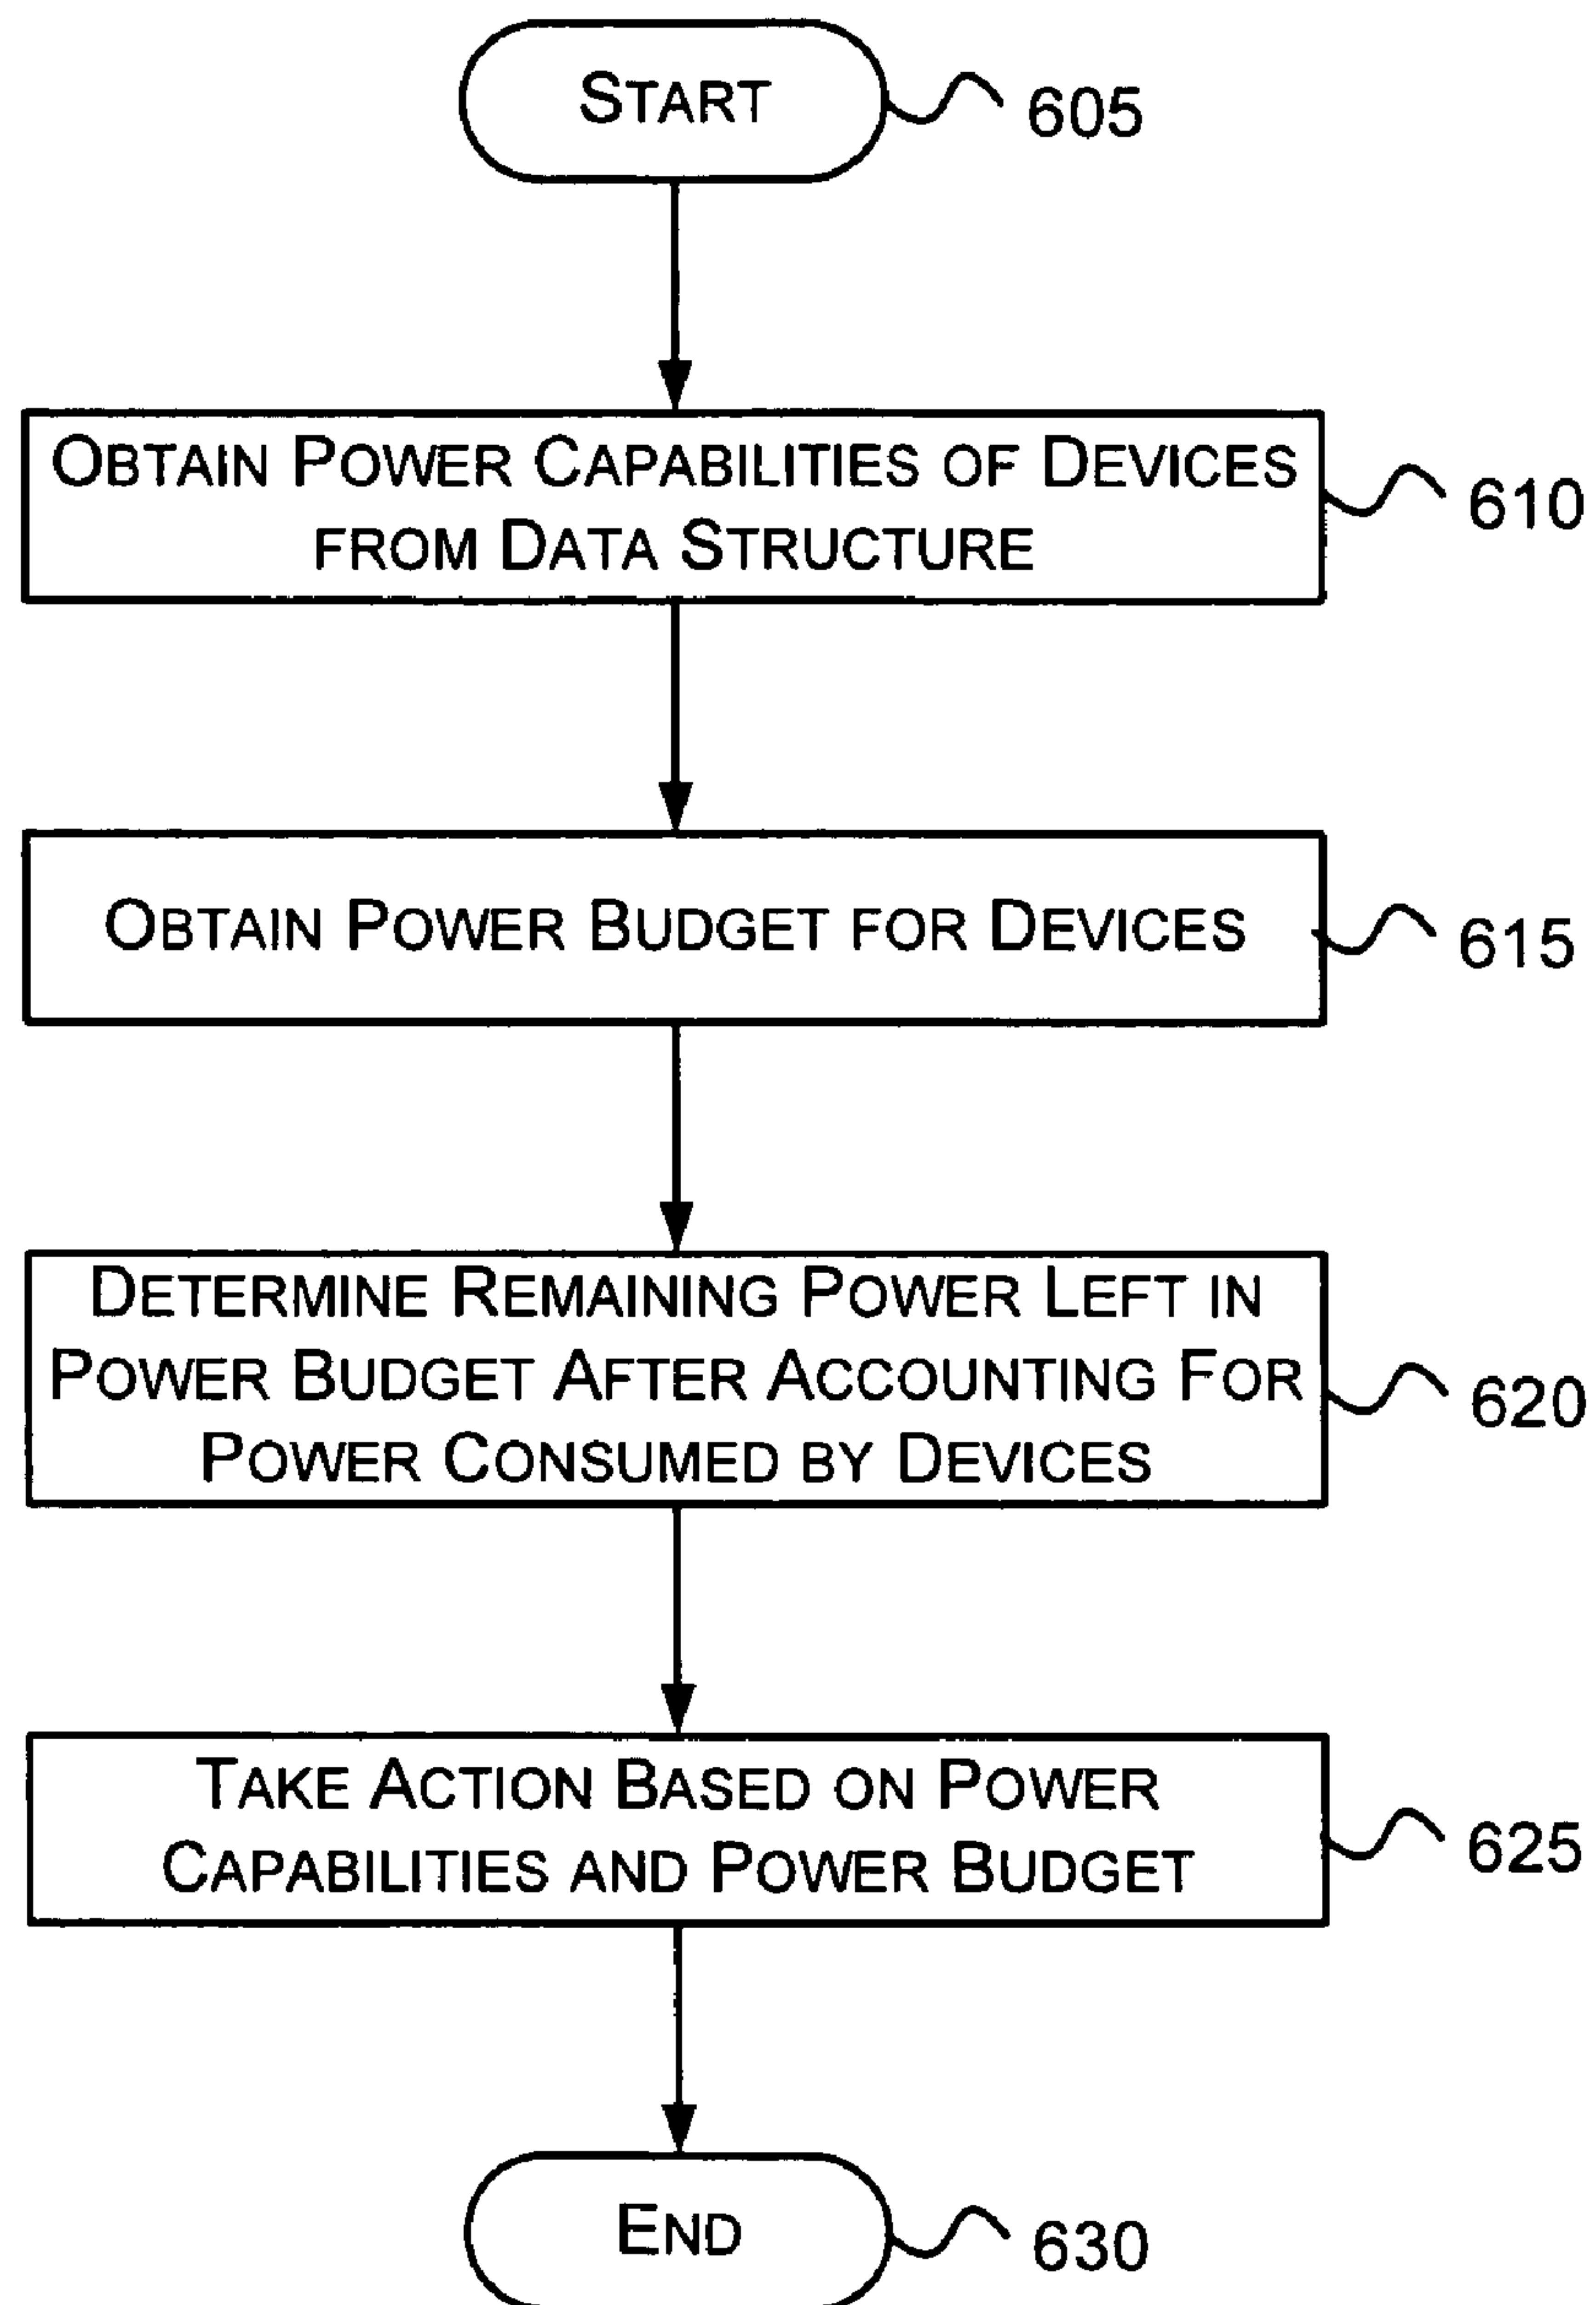 START
605
OBTAIN POWER CAPABILITIES OF DEVICES
FROM DATA STRUCTURE
610
OBTAIN POWER BUDGET FOR DEVICES
615
DETERMINE REMAINING POWER LEFT IN
POWER BUDGET AFTER ACCOUNTING FOR
POWER CONSUMED BY DEVICES
620
TAKE ACTION BASED ON POWER
CAPABILITIES AND POWER BUDGET
625
END
630